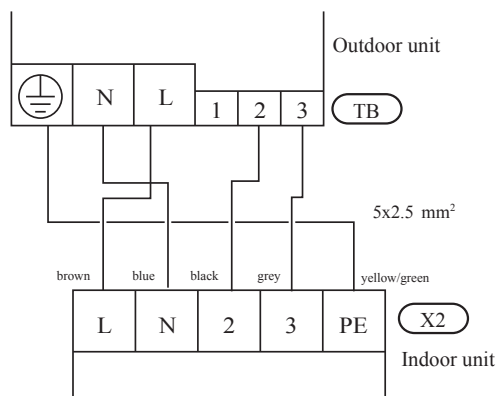 Outdoor unit
N L 1 2 3 TB
5x2.5 mm²
brown blue black grey yellow/green
L N 2 3 PE X2
Indoor unit